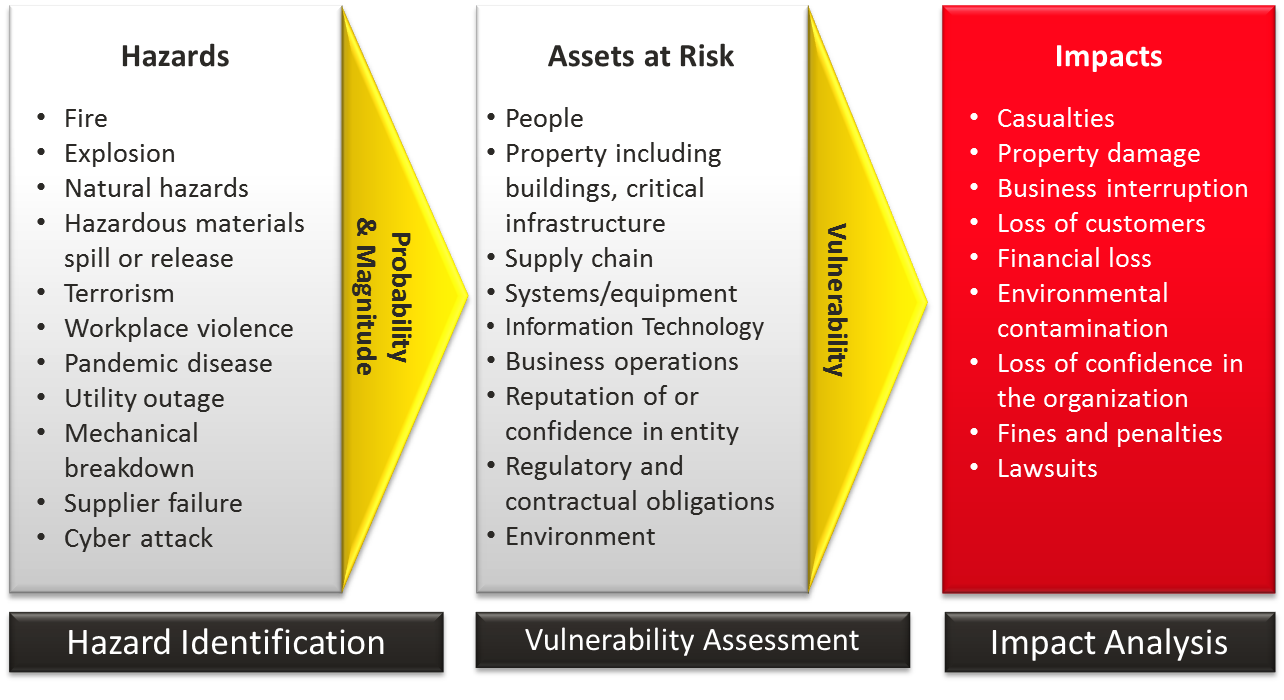 Hazards
• Fire
• Explosion
• Natural hazards
• Hazardous materials
spill or release
• Terrorism
• Workplace violence
• Pandemic disease
• Utility outage
• Mechanical
breakdown
• Supplier failure
• Cyber attack
Probability
& Magnitude
Assets at Risk
• People
• Property including
buildings, critical
infrastructure
• Supply chain
• Systems/equipment
• Information Technology
• Business operations
• Reputation of or
confidence in entity
• Regulatory and
contractual obligations
• Environment
Vulnerability
Impacts
• Casualties
• Property damage
• Business interruption
• Loss of customers
• Financial loss
• Environmental
contamination
• Loss of confidence in
the organization
• Fines and penalties
• Lawsuits
Hazard Identification
Vulnerability Assessment
Impact Analysis